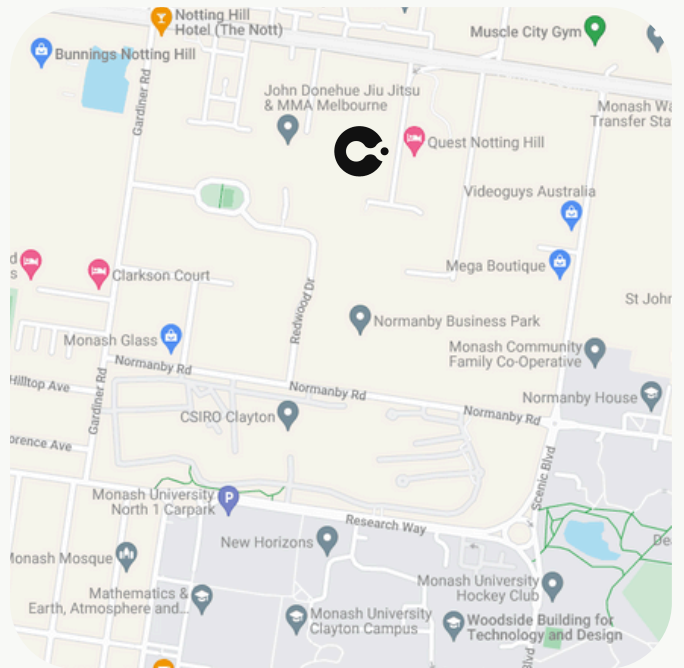 Notting Hill
Hotel (The Nott)
Muscle City Gym
Bunnings Notting Hill
Gardiner Rd
John Donehue Jiu Jitsu
& MMA Melbourne
Monash Wa
Transfer Stat
Quest Notting Hill
Videoguys Australia
Mega Boutique
Clarkson Court
Redwood Dr
St John
Normanby Business Park
Monash Glass
Monash Community
Family Co-Operative
Normanby Rd
Hilltop Ave
Gardiner Rd
Normanby Rd
Normanby House
Normanby Rd
CSIRO Clayton
orence Ave
Scenic Blvd
Monash University
North 1 Carpark
P
Research Way
New Horizons
De
Monash Mosque
Monash University
Hockey Club
Mathematics &
Earth, Atmosphere and...
Monash University
Clayton Campus
Woodside Building for
Technology and Design
Blvd